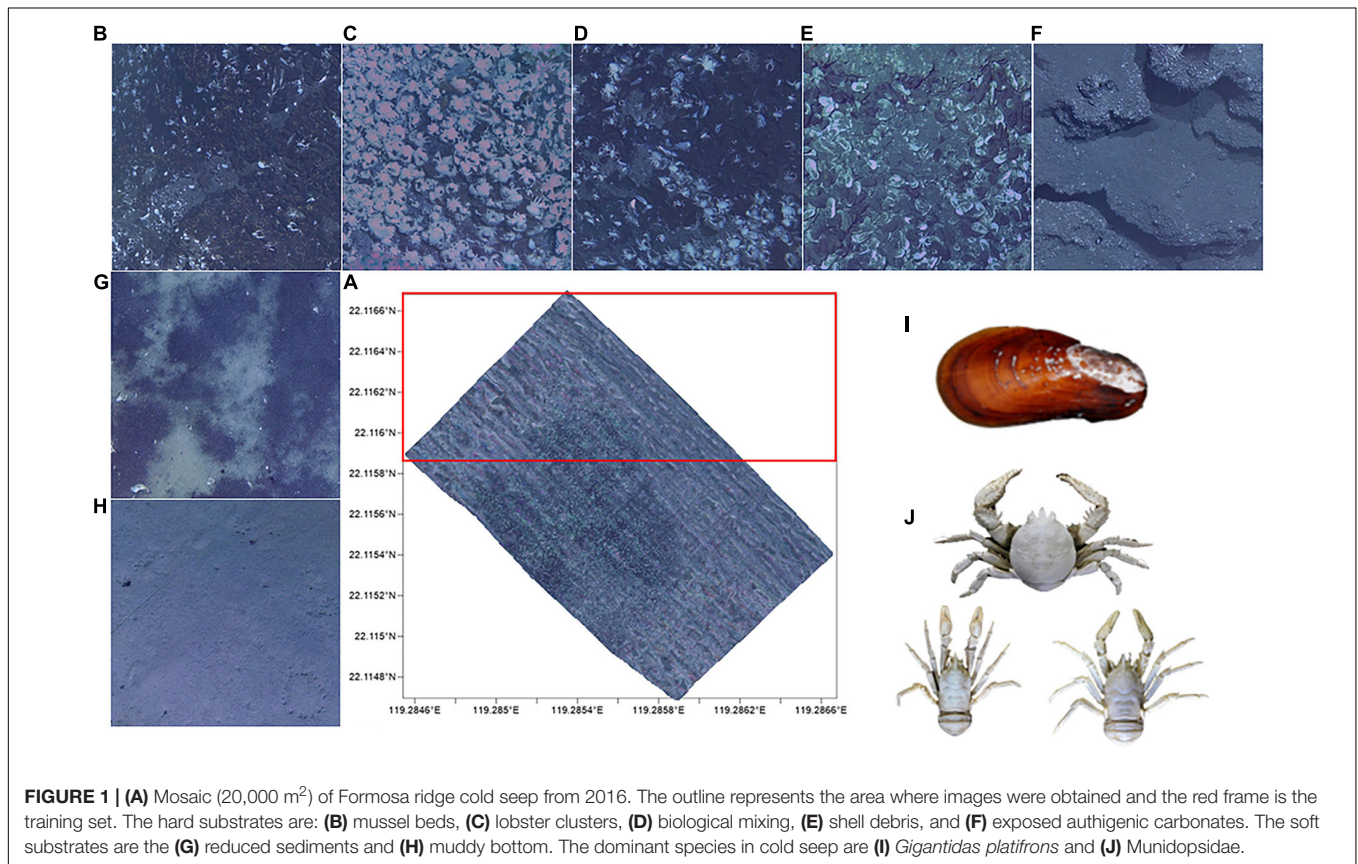 B
C
D
E
F
G
A
22.1166°N
22.1164°N
22.1162°N
22.116°N
22.1158°N
22.1156°N
22.1154°N
22.1152°N
22.115°N
22.1148°N
119.2846°E 119.285°E 119.2854°E 119.2858°E 119.2862°E 119.2866°E
H
I
J
FIGURE 1 | (A) Mosaic (20,000 m²) of Formosa ridge cold seep from 2016. The outline represents the area where images were obtained and the red frame is the
training set. The hard substrates are: (B) mussel beds, (C) lobster clusters, (D) biological mixing, (E) shell debris, and (F) exposed authigenic carbonates. The soft
substrates are the (G) reduced sediments and (H) muddy bottom. The dominant species in cold seep are (I) Gigantidas platifrons and (J) Munidopsidae.